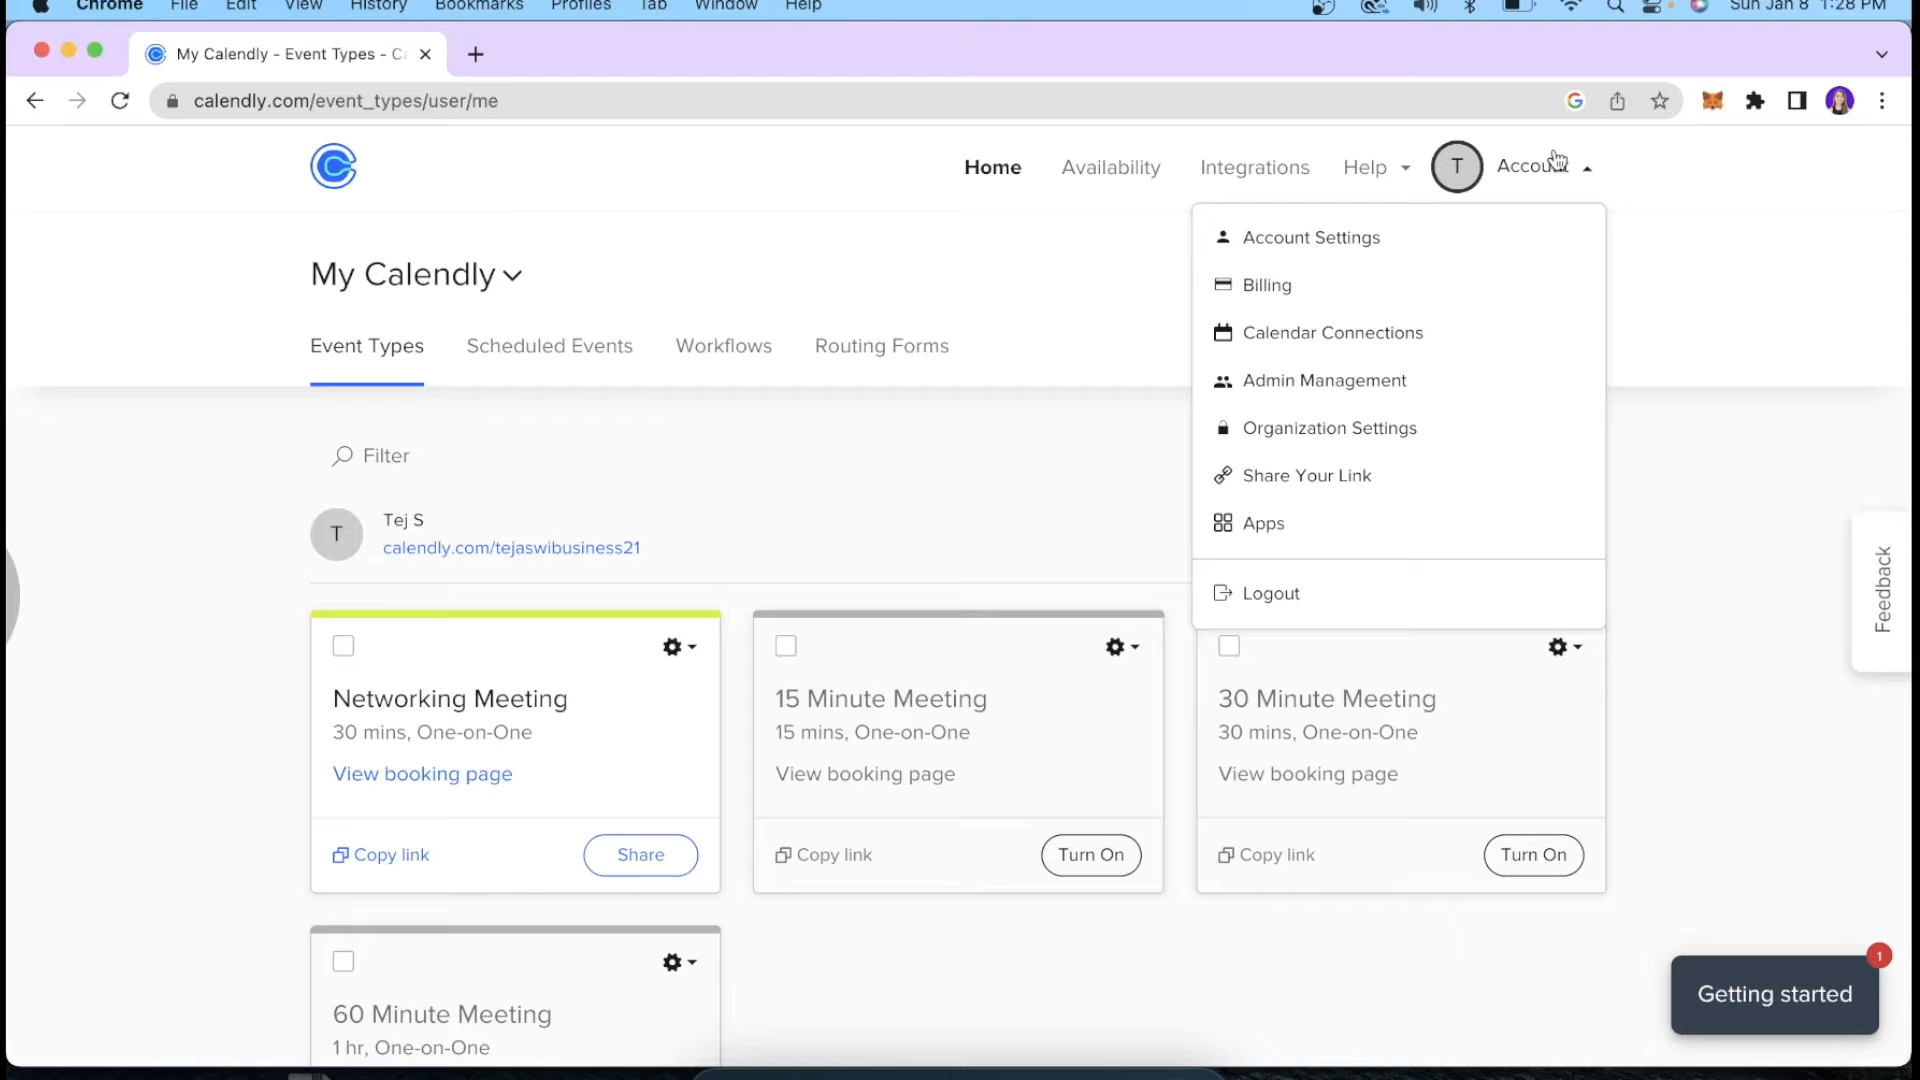 Chrome File Edit View History Bookmarks Profiles Tab Window Help Sun Jan 8 1:28 PM
My Calendly - Event Types - Ca
calendly.com/event_types/user/me
Home Availability Integrations Help T Account
My Calendly
Event Types Scheduled Events Workflows Routing Forms
Account Settings
Billing
Calendar Connections
Admin Management
Organization Settings
Share Your Link
Apps
Logout
Filter
T
Tej S
calendly.com/tejaswibusiness21
Feedback
Networking Meeting
30 mins, One-on-One
View booking page
Copy link Share
15 Minute Meeting
15 mins, One-on-One
View booking page
Copy link Turn On
30 Minute Meeting
30 mins, One-on-One
View booking page
Copy link Turn On
60 Minute Meeting
1 hr, One-on-One
1
Getting started